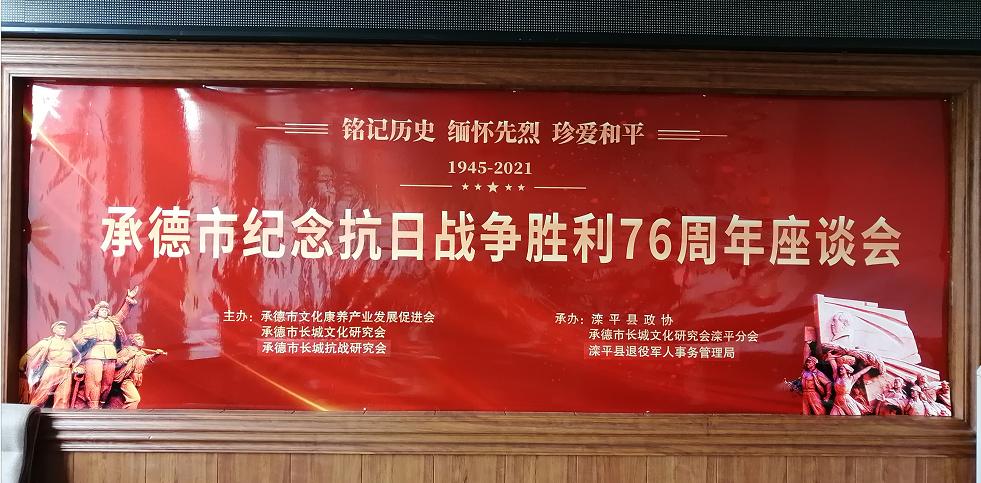 铭记历史 缅怀先烈 珍爱和平
1945-2021
承德市纪念抗日战争胜利76周年座谈会
主办：承德市文化康养产业发展促进会
承德市长城文化研究会
承德市长城抗战研究会
承办：滦平县政协
承德市长城文化研究会滦平分会
滦平县退役军人事务管理局